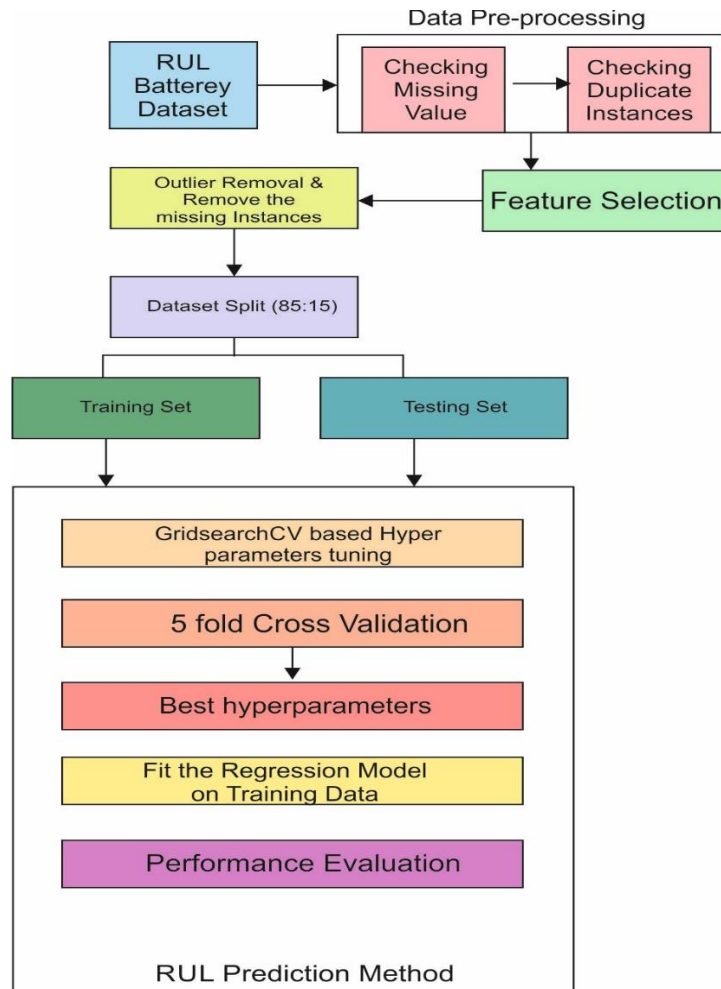 Data Pre-processing
RUL
Batterey
Dataset
Checking
Missing
Value
Checking
Duplicate
Instances
Outlier Removal &
Remove the
missing Instances
Feature Selection
Dataset Split (85:15)
Training Set
Testing Set
GridsearchCV based Hyper
parameters tuning
5 fold Cross Validation
Best hyperparameters
Fit the Regression Model
on Training Data
Performance Evaluation
RUL Prediction Method